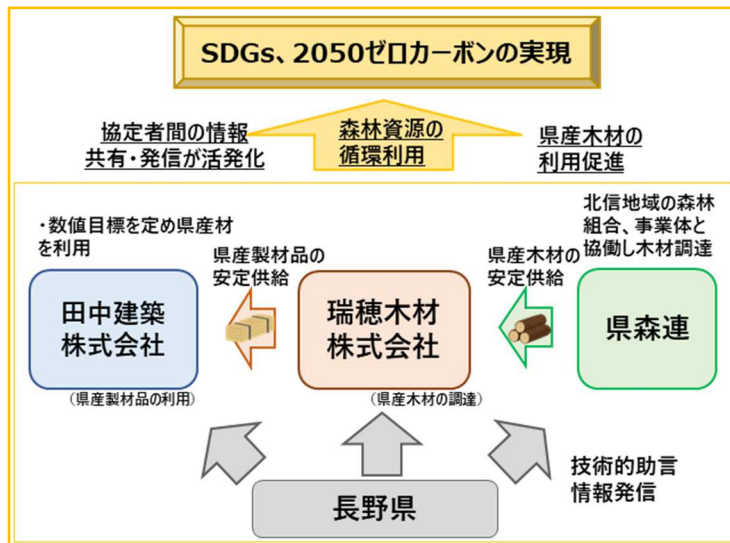 SDGs、2050ゼロカーボンの実現
協定者間の情報
共有・発信が活発化
森林資源の
循環利用
県産木材の
利用促進
・数値目標を定め県産材
を利用
県産製材品の
安定供給
県産木材の
安定供給
北信地域の森林
組合、事業体と
協働し木材調達
田中建築
株式会社
瑞穂木材
株式会社
県森連
（県産製材品の利用）
（県産木材の調達）
技術的助言
情報発信
長野県